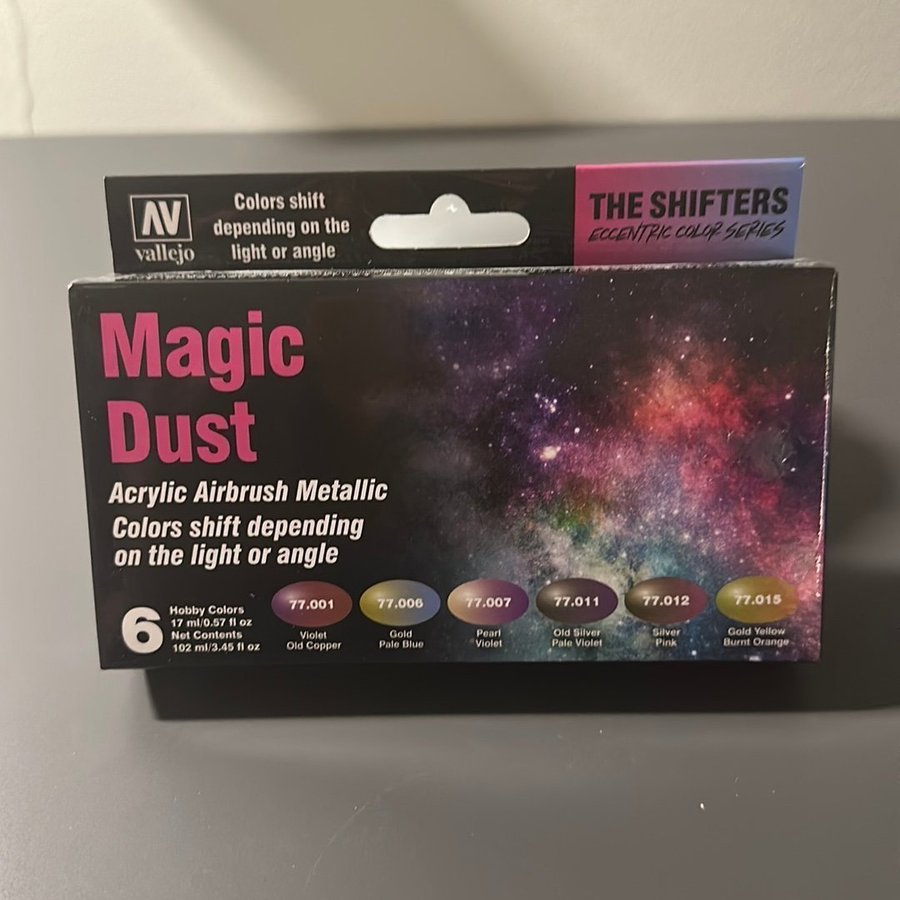 AV
vallejo
Colors shift
depending on the
light or angle
THE SHIFTERS
ECCENTRIC COLOR SERIES
Magic
Dust
Acrylic Airbrush Metallic
Colors shift depending
on the light or angle
6
Hobby Colors
17 ml/0.57 fl oz
Net Contents
102 ml/3.45 fl oz
77.001
Violet
Old Copper
77.006
Gold
Pale Blue
77.007
Pearl
Violet
77.011
Old Silver
Pale Violet
77.012
Silver
Pink
77.015
Gold Yellow
Burnt Orange